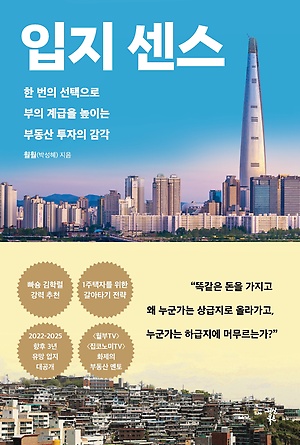 입지 센스
한 번의 선택으로
부의 계급을 높이는
부동산 투자의 감각
훨훨(박성혜) 지음
빠숑 김학렬
강력 추천
1주택자를 위한
갈아타기 전략
2022-2025
향후 3년
유망 입지
대공개
<월부TV>
<집코노미TV>
화제의
부동산 멘토
“똑같은 돈을 가지고
왜 누군가는 상급지로 올라가고,
누군가는 하급지에 머무르는가?”